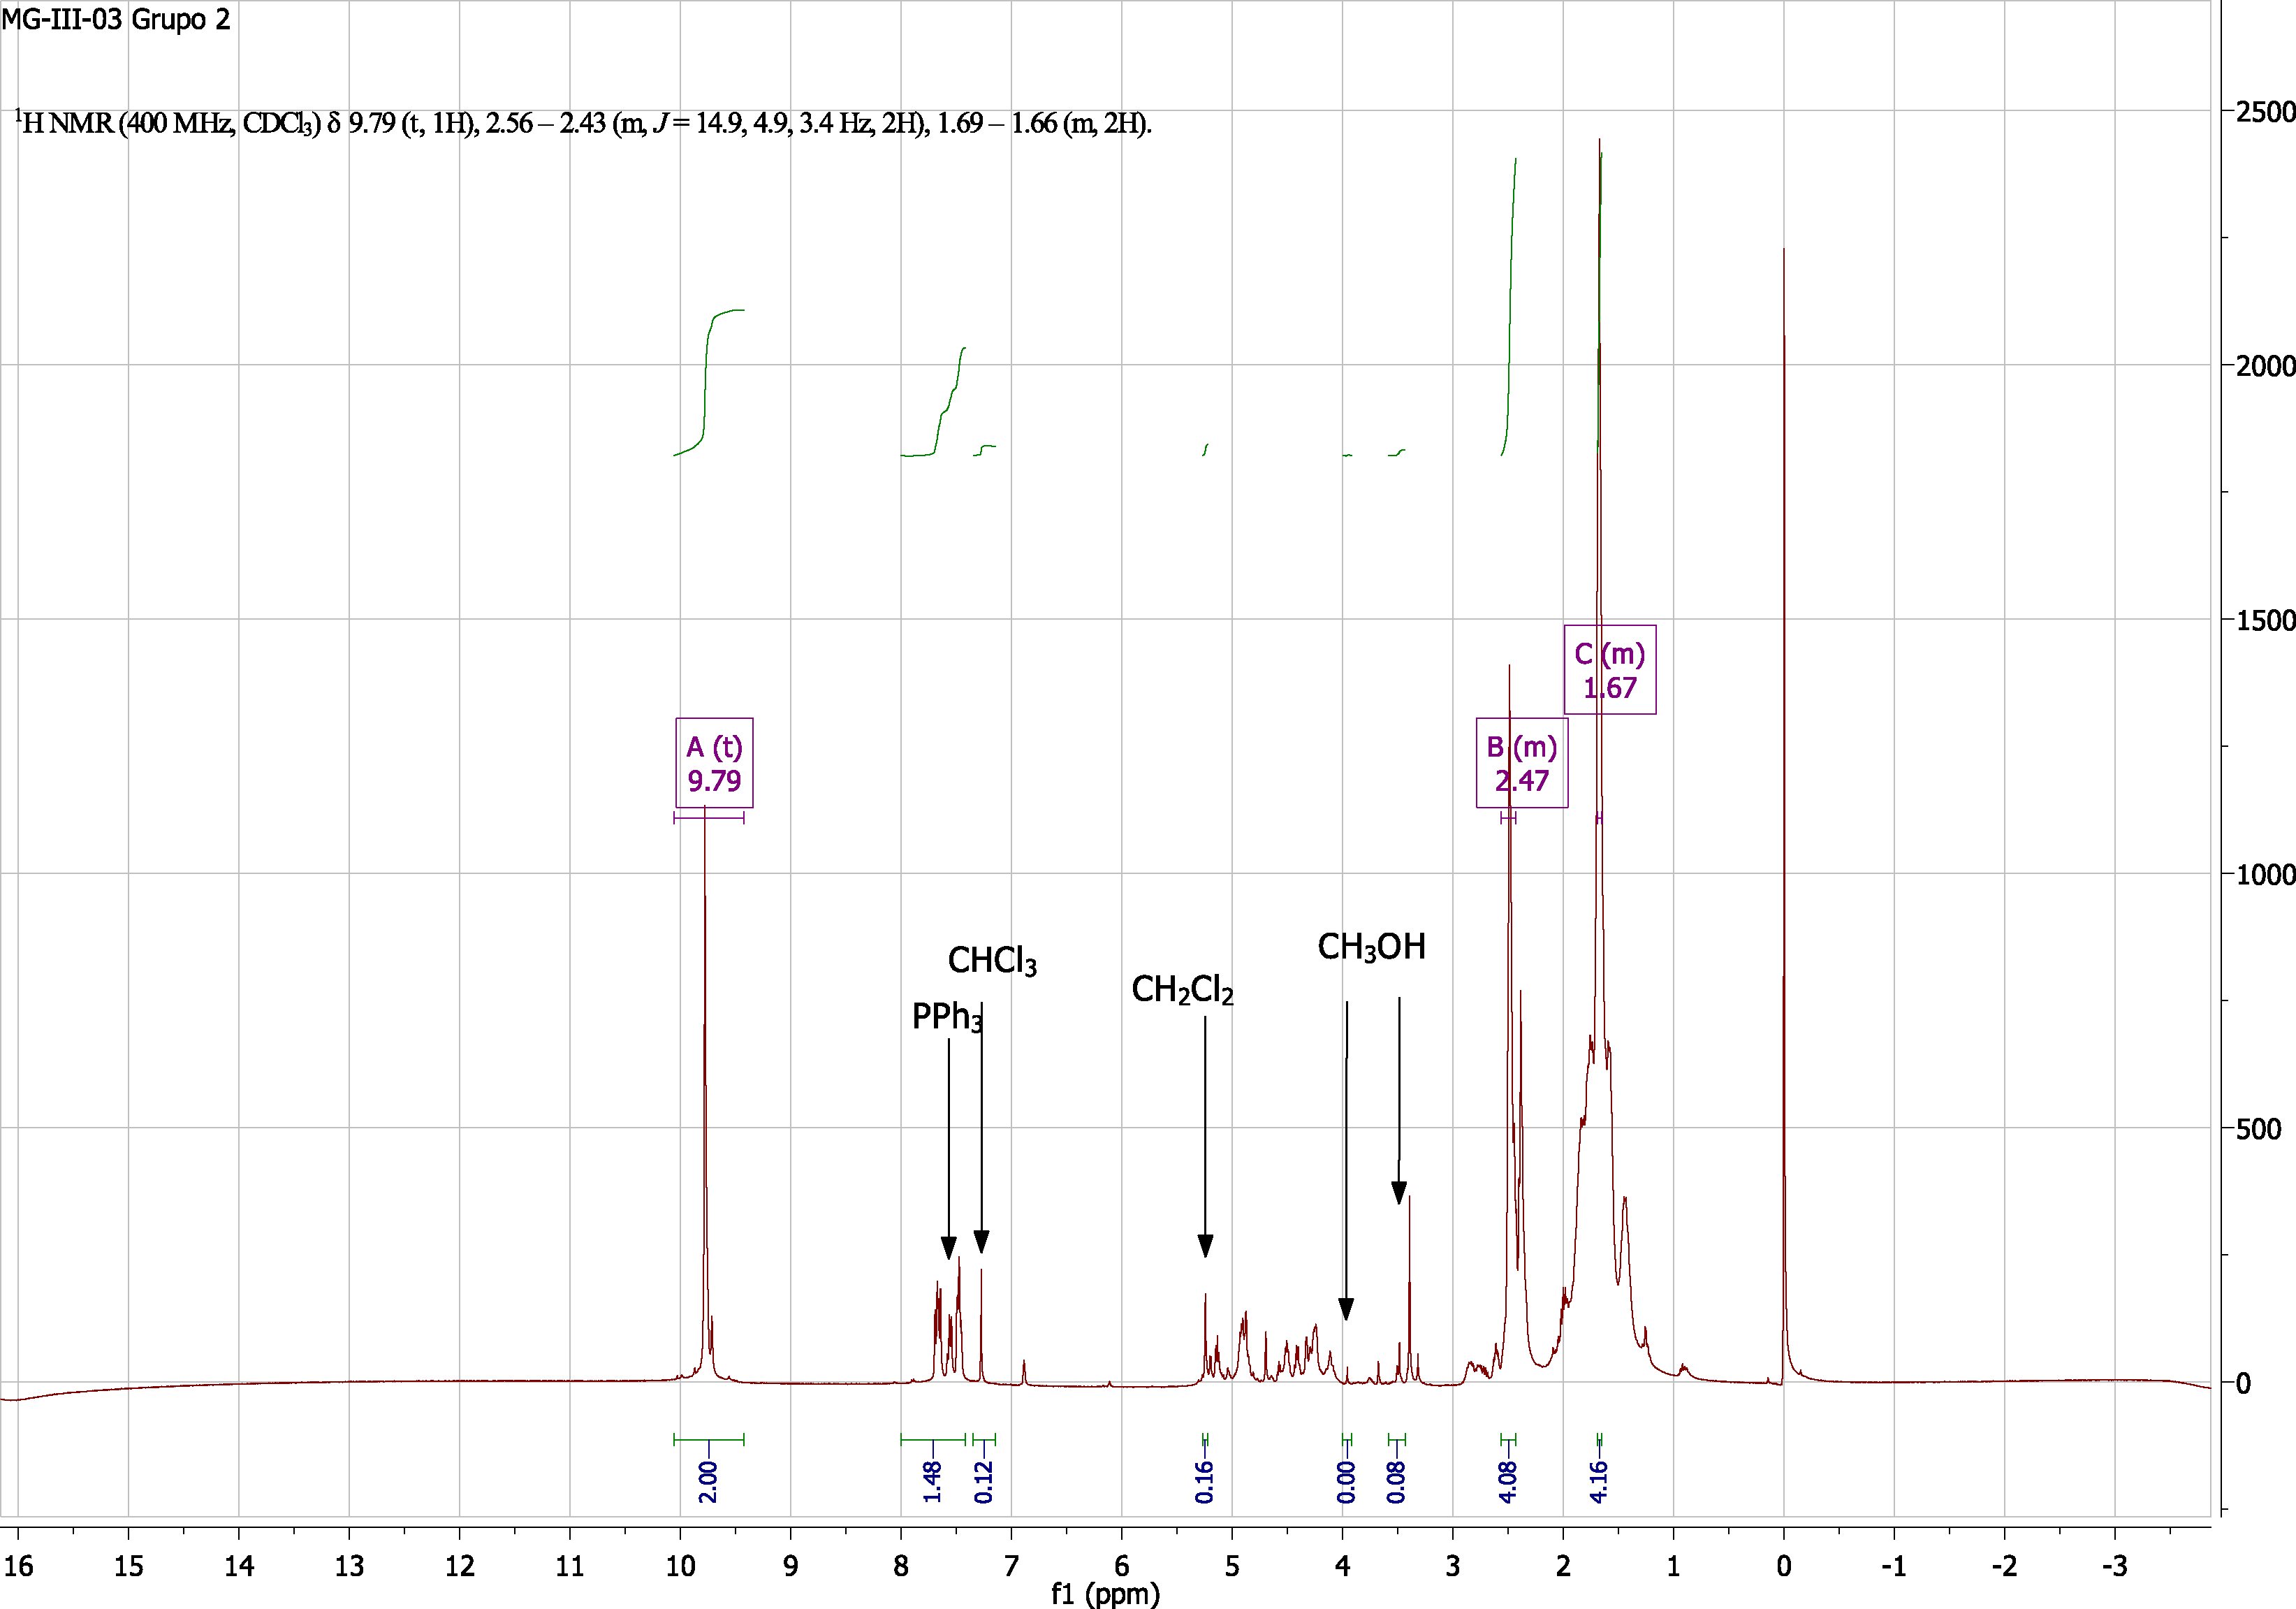 MG-III-03 Grupo 2
¹H NMR (400 MHz, CDCl₃) δ 9.79 (t, 1H), 2.56 – 2.43 (m, J = 14.9, 4.9, 3.4 Hz, 2H), 1.69 – 1.66 (m, 2H).
2500
2000
1500
1000
500
0
C (m)
1.67
A (t)
9.79
B (m)
2.47
CHCl₃
CH₃OH
CH₂Cl₂
PPh₃
2.00
1.48
0.12
0.16
0.00
0.08
4.08
4.16
16 15 14 13 12 11 10 9 8 7 6 5 4 3 2 1 0 -1 -2 -3
f1 (ppm)